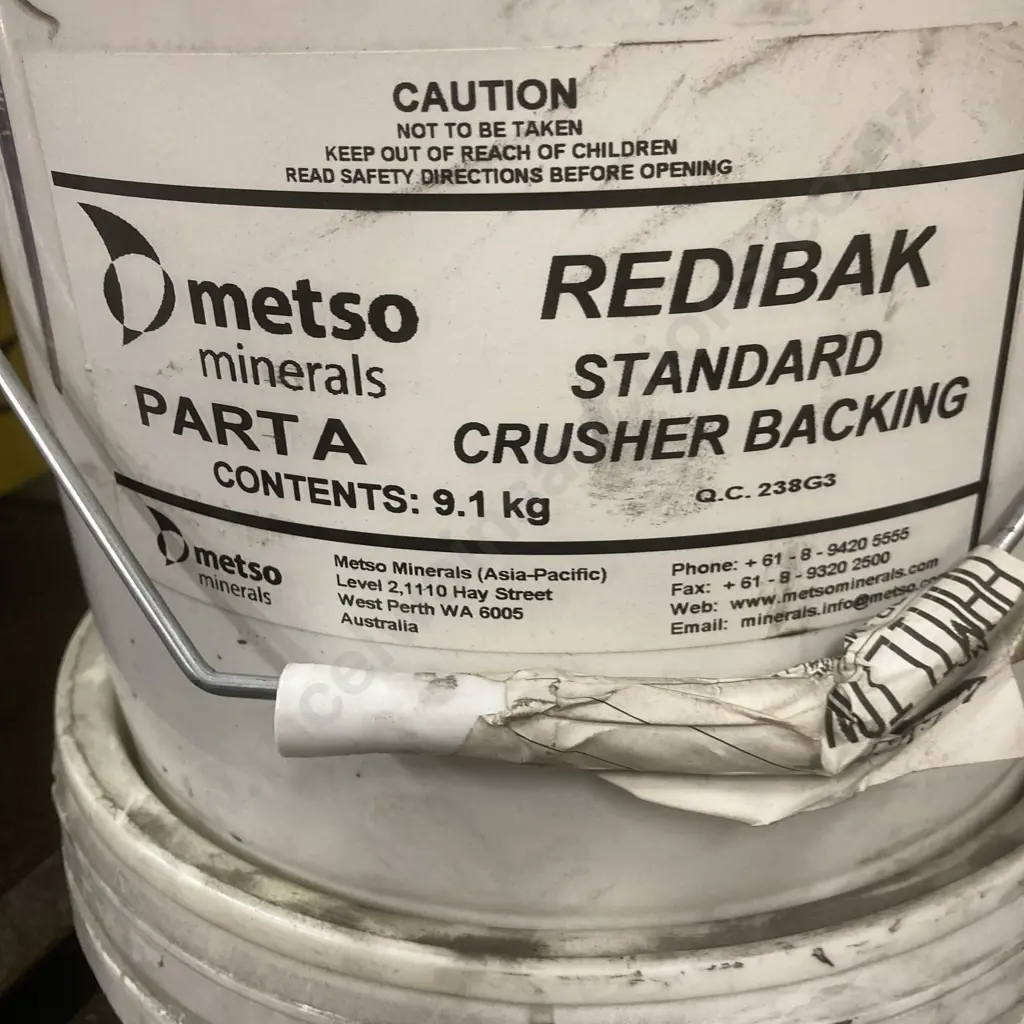 CAUTION
NOT TO BE TAKEN
KEEP OUT OF REACH OF CHILDREN
READ SAFETY DIRECTIONS BEFORE OPENING
metso
minerals
PART A
CONTENTS: 9.1 kg
REDIBAK
STANDARD
CRUSHER BACKING
Q.C. 238G3
metso
minerals
Metso Minerals (Asia-Pacific)
Level 2,1110 Hay Street
West Perth WA 6005
Australia
Phone: + 61 - 8 - 9420 5555
Fax: + 61 - 8 - 9320 2500
Web: www.metsominerals.com
Email: minerals.info@metso.co